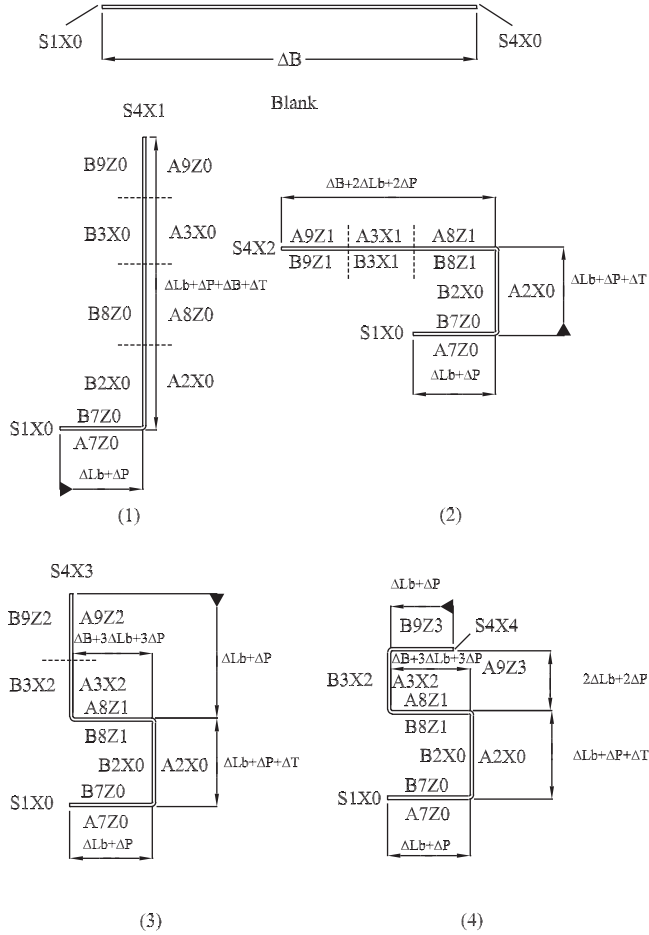 S1X0
S4X0
ΔB
Blank
S4X1
B9Z0 A9Z0
B3X0 A3X0
ΔLb+ΔP+ΔB+ΔT
B8Z0 A8Z0
B2X0 A2X0
B7Z0
S1X0
A7Z0
ΔLb+ΔP
(1)
ΔB+2ΔLb+2ΔP
A9Z1 A3X1 A8Z1
S4X2
B9Z1 B3X1 B8Z1
B2X0 A2X0
ΔLb+ΔP+ΔT
B7Z0
S1X0
A7Z0
ΔLb+ΔP
(2)
S4X3
B9Z2 A9Z2
ΔB+3ΔLb+3ΔP
ΔLb+ΔP
B3X2 A3X2
A8Z1
B8Z1
B2X0 A2X0
ΔLb+ΔP+ΔT
B7Z0
S1X0
A7Z0
ΔLb+ΔP
(3)
ΔLb+ΔP
B9Z3 S4X4
ΔB+3ΔLb+3ΔP
A9Z3
B3X2 A3X2
2ΔLb+2ΔP
A8Z1
B8Z1
B2X0 A2X0
ΔLb+ΔP+ΔT
B7Z0
S1X0
A7Z0
ΔLb+ΔP
(4)